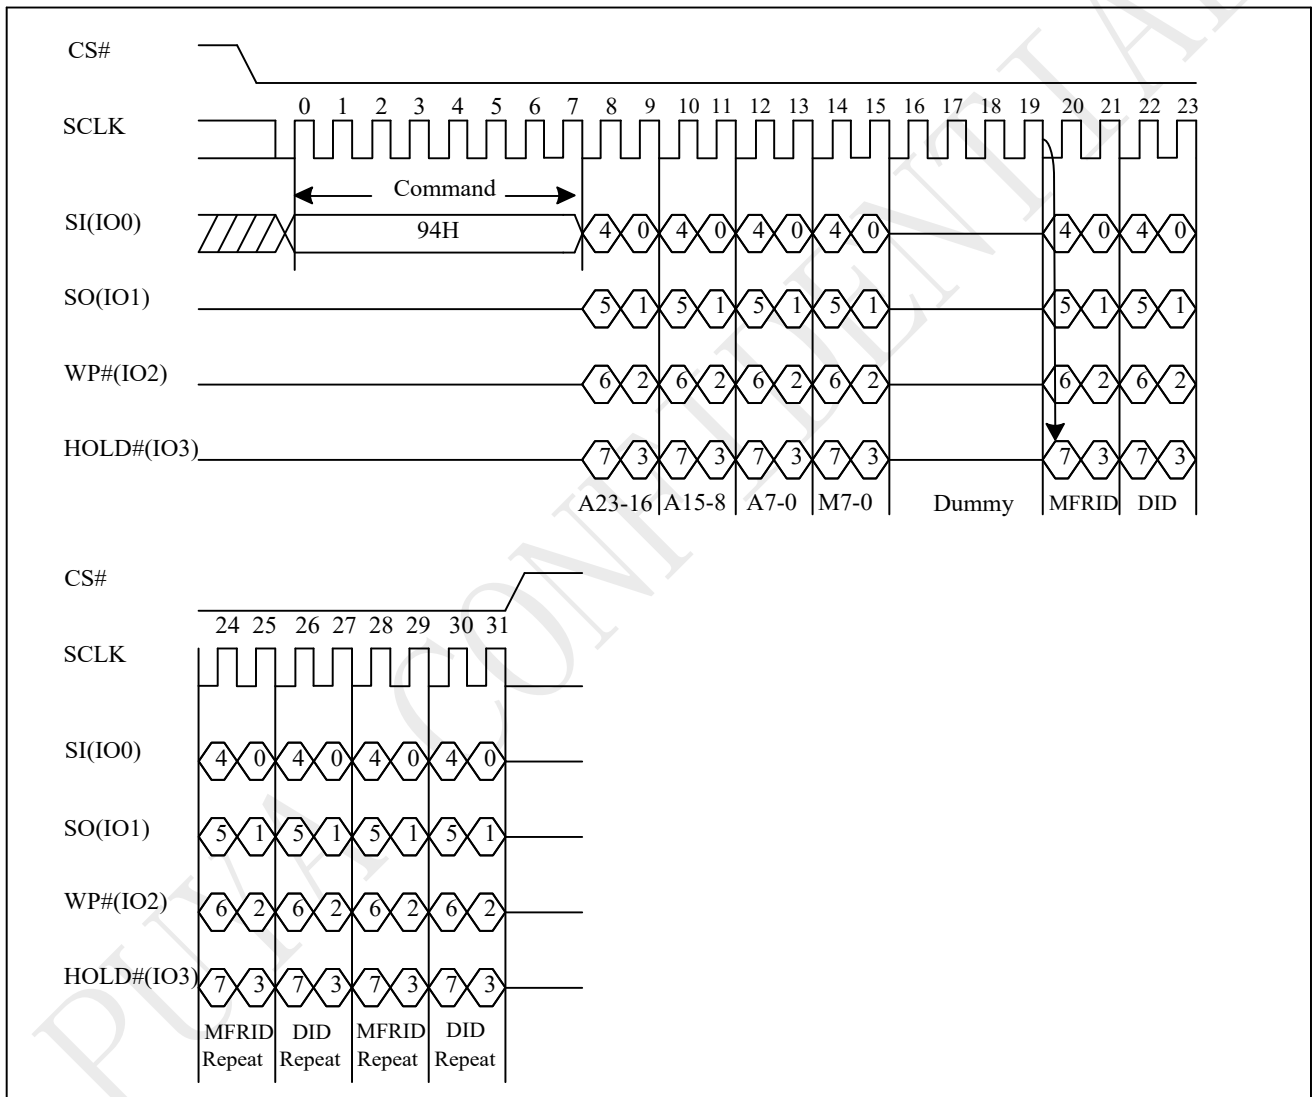 CS#
0 1 2 3 4 5 6 7 8 9 10 11 12 13 14 15 16 17 18 19 20 21 22 23
SCLK
Command
SI(IO0) 94H 4 0 4 0 4 0 4 0 4 0 4 0
SO(IO1) 5 1 5 1 5 1 5 1 5 1 5 1
WP#(IO2) 6 2 6 2 6 2 6 2 6 2 6 2
HOLD#(IO3) 7 3 7 3 7 3 7 3 7 3 7 3
A23-16 A15-8 A7-0 M7-0 Dummy MFRID DID
CS#
24 25 26 27 28 29 30 31
SCLK
SI(IO0) 4 0 4 0 4 0 4 0
SO(IO1) 5 1 5 1 5 1 5 1
WP#(IO2) 6 2 6 2 6 2 6 2
HOLD#(IO3) 7 3 7 3 7 3 7 3
MFRID DID MFRID DID
Repeat Repeat Repeat Repeat
PUYA CONFIDENTIAL